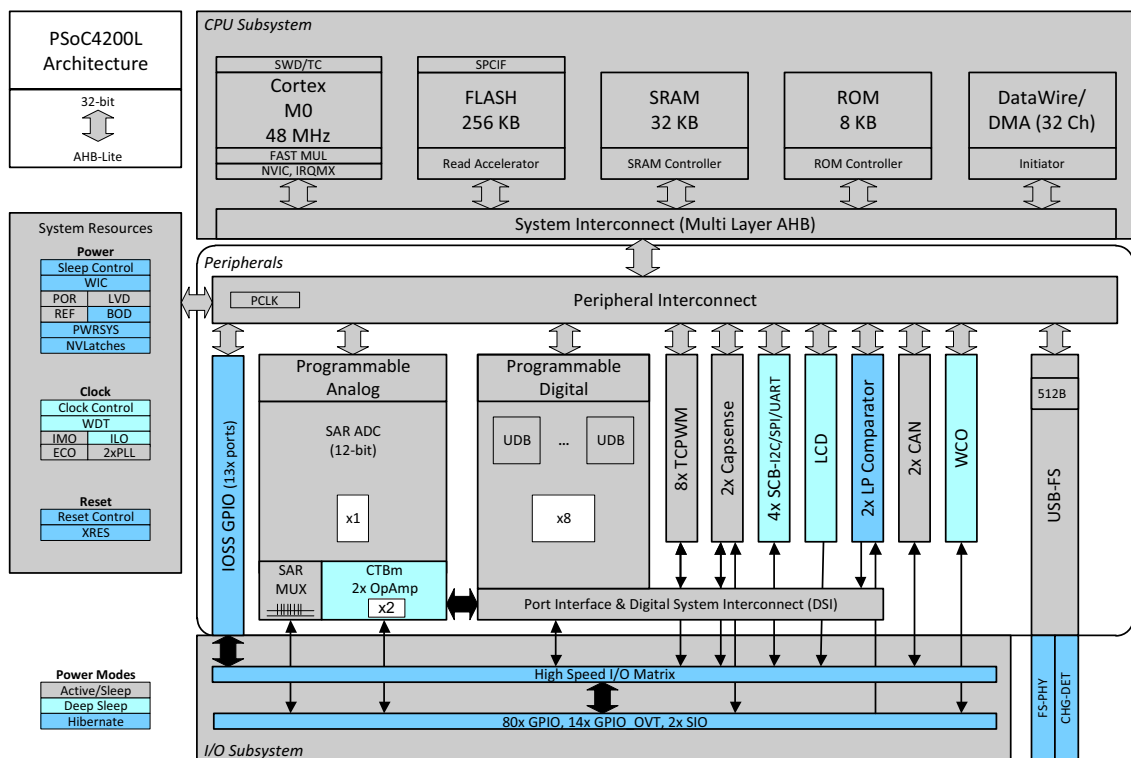 PSoC4200L
Architecture
32-bit
AHB-Lite
CPU Subsystem
SWD/TC
Cortex
M0
48 MHz
FAST MUL
NVIC, IRQMX
SPCIF
FLASH
256 KB
Read Accelerator
SRAM
32 KB
SRAM Controller
ROM
8 KB
ROM Controller
DataWire/
DMA (32 Ch)
Initiator
System Interconnect (Multi Layer AHB)
System Resources
Power
Sleep Control
WIC
POR LVD
REF BOD
PWRSYS
NVLatches
Clock
Clock Control
WDT
IMO ILO
ECO 2xPLL
Reset
Reset Control
XRES
Peripherals
PCLK
Peripheral Interconnect
IOSS GPIO (13x ports)
Programmable
Analog
SAR ADC
(12-bit)
x1
SAR
MUX
CTBm
2x OpAmp
x2
Programmable
Digital
UDB ... UDB
x8
8x TCPWM
2x Capsense
4x SCB-I2C/SPI/UART
LCD
2x LP Comparator
2x CAN
WCO
512B
USB-FS
Port Interface & Digital System Interconnect (DSI)
Power Modes
Active/Sleep
Deep Sleep
Hibernate
High Speed I/O Matrix
80x GPIO, 14x GPIO_OVT, 2x SIO
I/O Subsystem
FS-PHY
CHG-DET